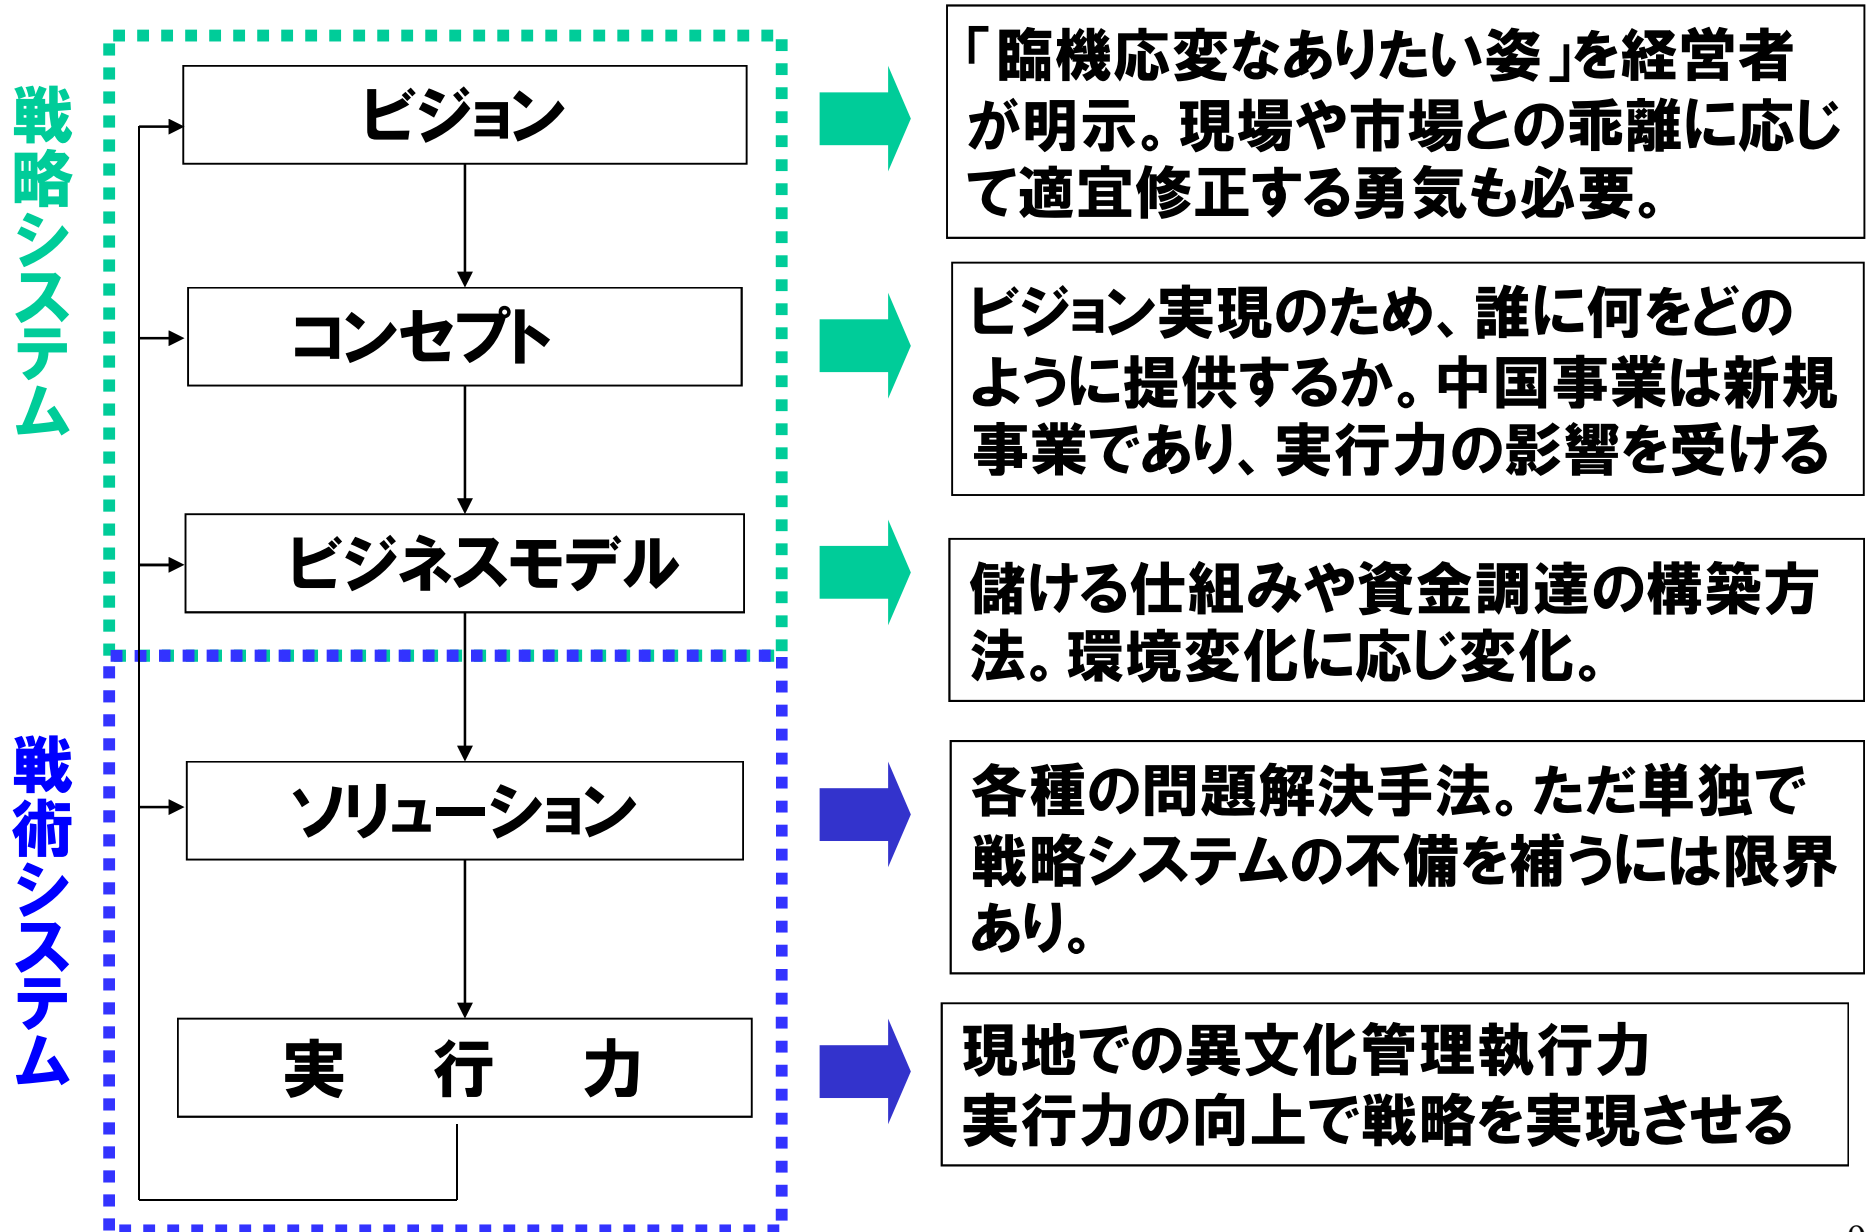 戦略システム
ビジョン
「臨機応変なありたい姿」を経営者
が明示。現場や市場との乖離に応じ
て適宜修正する勇気も必要。
コンセプト
ビジョン実現のため、誰に何をどの
ように提供するか。中国事業は新規
事業であり、実行力の影響を受ける
ビジネスモデル
儲ける仕組みや資金調達の構築方
法。環境変化に応じ変化。
戦術システム
ソリューション
各種の問題解決手法。ただ単独で
戦略システムの不備を補うには限界
あり。
実　行　力
現地での異文化管理執行力
実行力の向上で戦略を実現させる